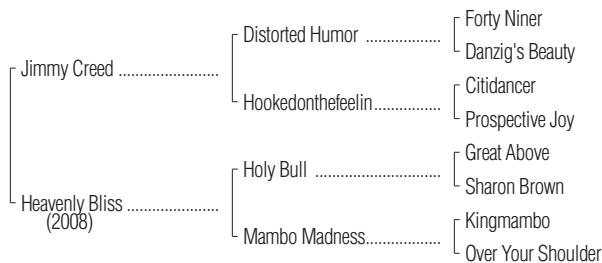 Forty Niner
Distorted Humor ..................
Danzig's Beauty
Jimmy Creed .......................
Citidancer
Hookedonthefeelin................
Prospective Joy
Great Above
Holy Bull ..............................
Sharon Brown
Heavenly Bliss .....................
(2008)
Kingmambo
Mambo Madness..................
Over Your Shoulder